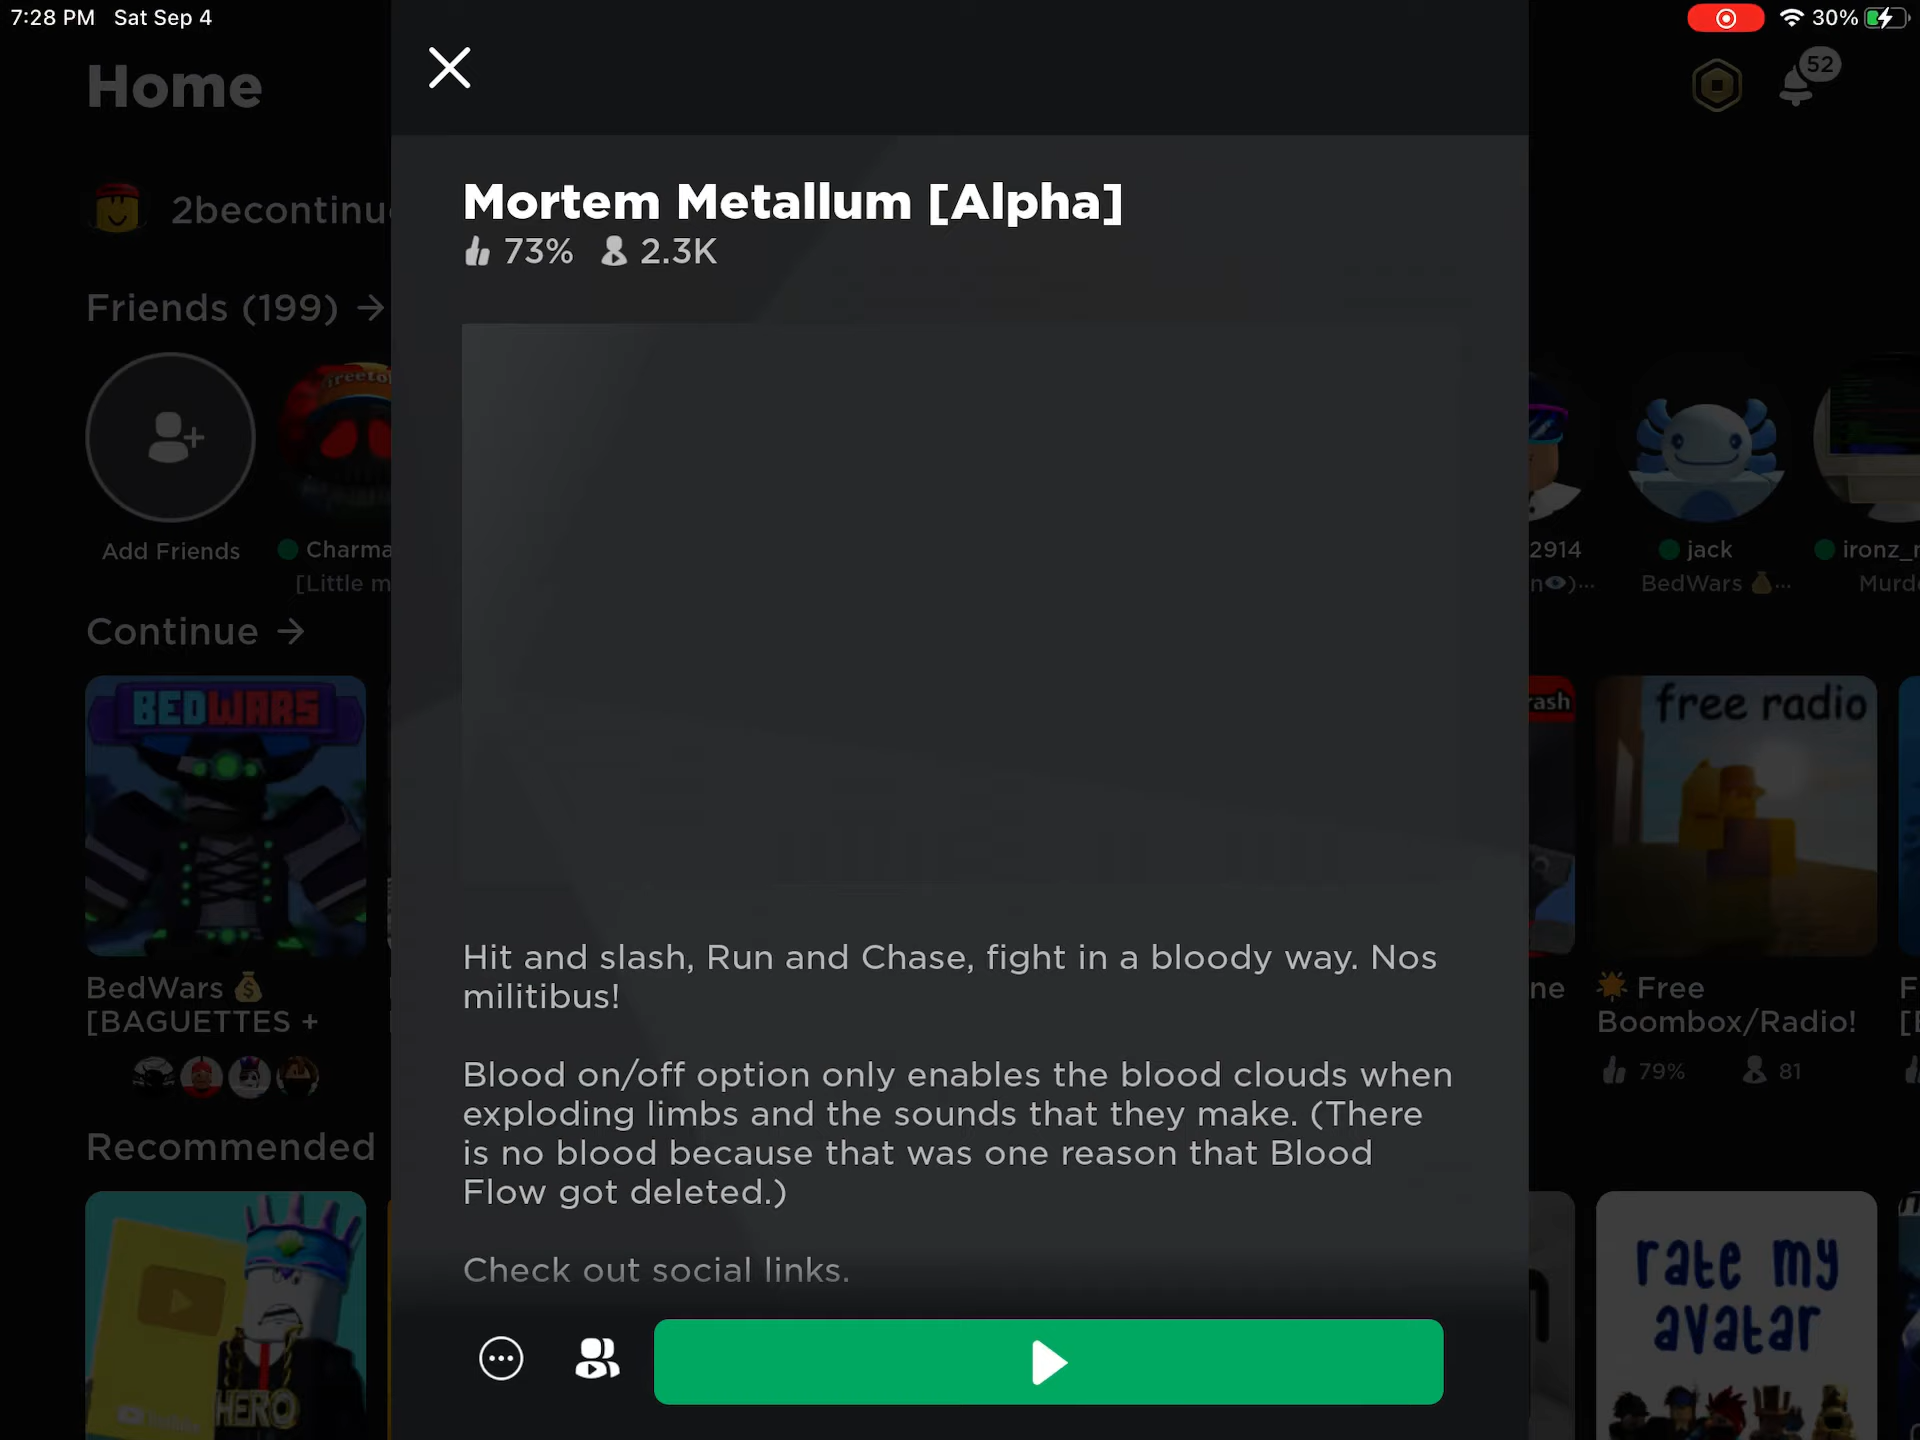 7:28 PM Sat Sep 4
30%
Home
52
Mortem Metallum [Alpha]
73% 2.3K
2becontinu
Friends (199) →
Add Friends
Charma
[Little m
2914
jack
BedWars 💰...
ironz_r
Murd
Continue →
BEDWARS
rash
free radio
BedWars 💰
[BAGUETTES +
ne
🌟 Free
Boombox/Radio!
79% 81
Hit and slash, Run and Chase, fight in a bloody way. Nos
militibus!
Blood on/off option only enables the blood clouds when
exploding limbs and the sounds that they make. (There
is no blood because that was one reason that Blood
Flow got deleted.)
Check out social links.
Recommended
HERO
rate my
avatar